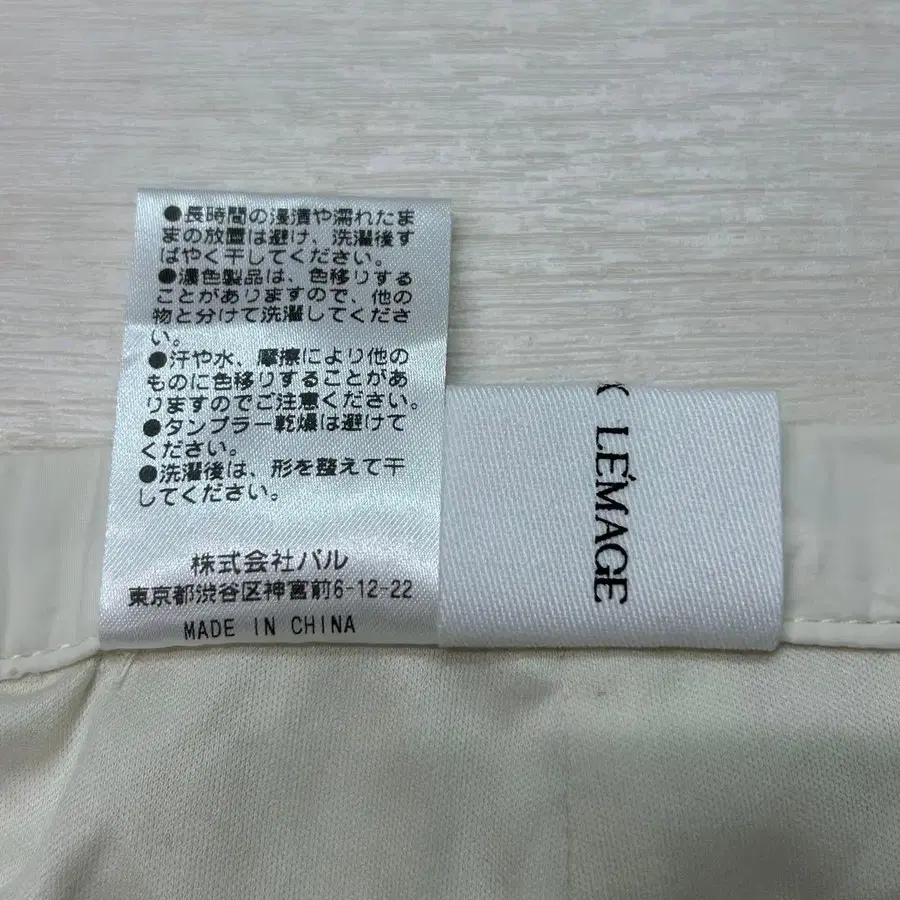 ●長時間の浸漬や濡れたま
まの放置は避け、洗濯後す
ばやく干してください。
●濃色製品は、色移りする
ことがありますので、他の
物と分けて洗濯してくださ
い。
●汗や水、摩擦により他の
ものに色移りすることがあ
りますのでご注意ください。
●タンブラー乾燥は避けて
ください。
●洗濯後は、形を整えて干
してください。
株式会社パル
東京都渋谷区神宮前6-12-22
MADE IN CHINA
LÉMAGE